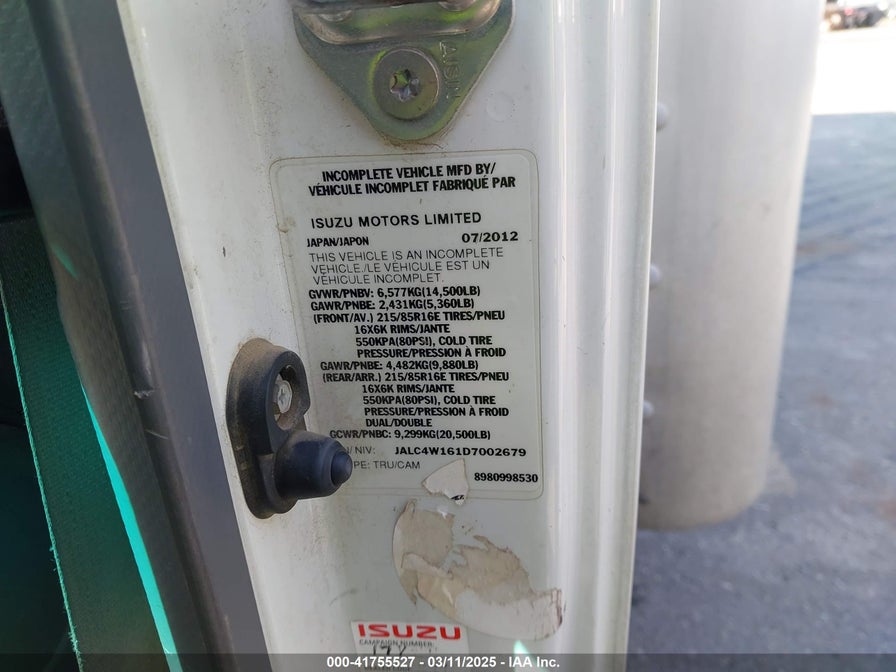 AISIN
INCOMPLETE VEHICLE MFD BY/
VÉHICULE INCOMPLET FABRIQUÉ PAR
ISUZU MOTORS LIMITED
JAPAN/JAPON 07/2012
THIS VEHICLE IS AN INCOMPLETE
VEHICLE./LE VÉHICULE EST UN
VÉHICULE INCOMPLET.
GVWR/PNBV: 6,577KG(14,500LB)
GAWR/PNBE: 2,431KG(5,360LB)
(FRONT/AV.) 215/85R16E TIRES/PNEU
16X6K RIMS/JANTE
550KPA(80PSI), COLD TIRE
PRESSURE/PRESSION À FROID
GAWR/PNBE: 4,482KG(9,880LB)
(REAR/ARR.) 215/85R16E TIRES/PNEU
16X6K RIMS/JANTE
550KPA(80PSI), COLD TIRE
PRESSURE/PRESSION À FROID
DUAL/DOUBLE
GCWR/PNBC: 9,299KG(20,500LB)
/NIV: JALC4W161D7002679
: TRU/CAM
8980998530
ISUZU
CAMPAIGN NUMBER:
000-41755527 - 03/11/2025 - IAA Inc.